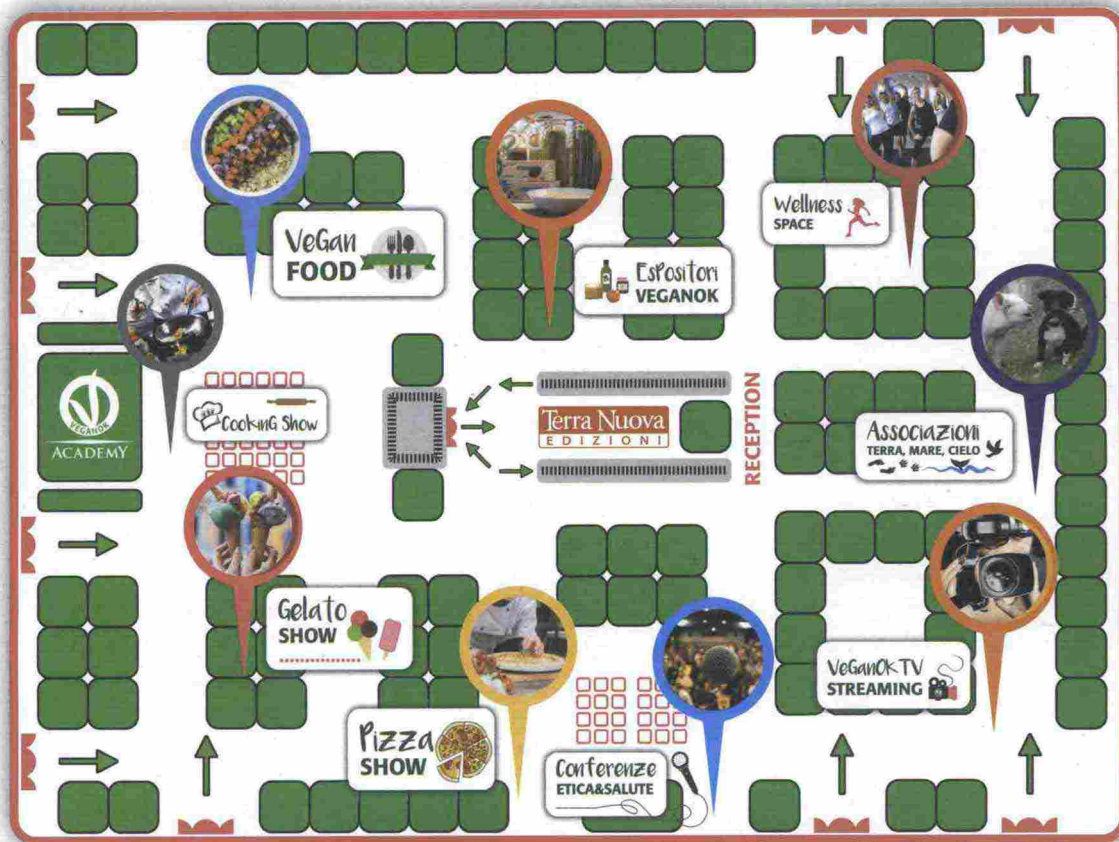 VeGan
FOOD
Espositori
VEGANOK
Wellness
SPACE
VEGANOK
ACADEMY
Cooking Show
Terra Nuova
EDIZIONI
RECEPTION
Associazioni
TERRA, MARE, CIELO
Gelato
SHOW
Pizza
SHOW
Conferenze
ETICA&SALUTE
VeGanOk TV
STREAMING